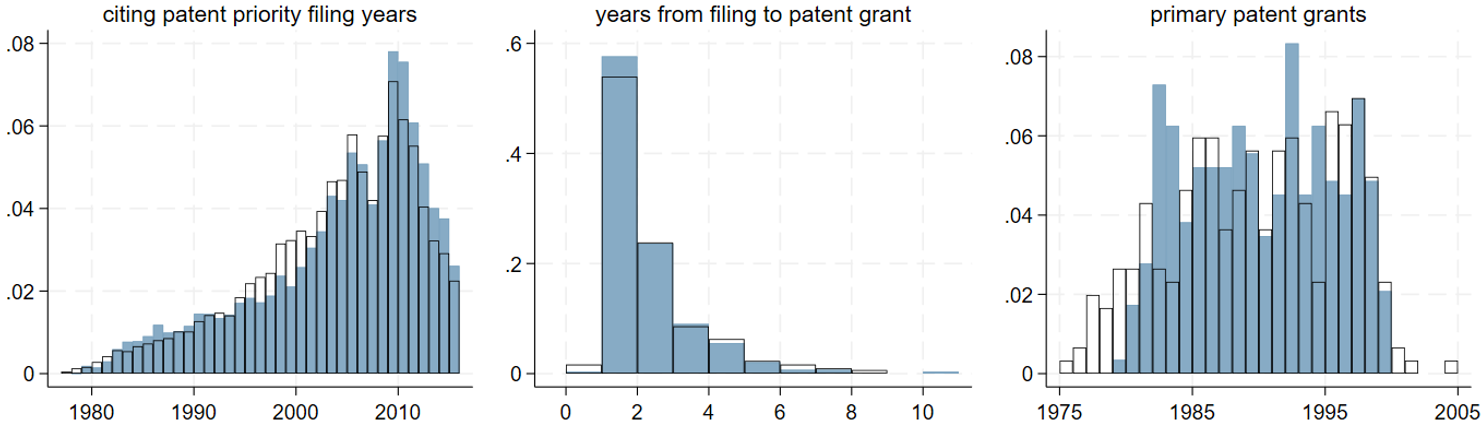 citing patent priority filing years
.08
.06
.04
.02
0
1980 1990 2000 2010
years from filing to patent grant
.6
.4
.2
0
0 2 4 6 8 10
primary patent grants
.08
.06
.04
.02
0
1975 1985 1995 2005